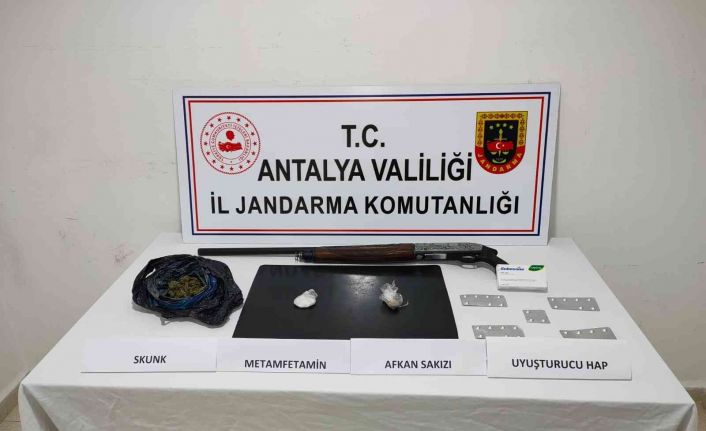 T.C.
ANTALYA VALİLİĞİ
İL JANDARMA KOMUTANLIĞI
JANDARMA
SKUNK
METAMFETAMİN
AFKAN SAKIZI
UYUŞTURUCU HAP